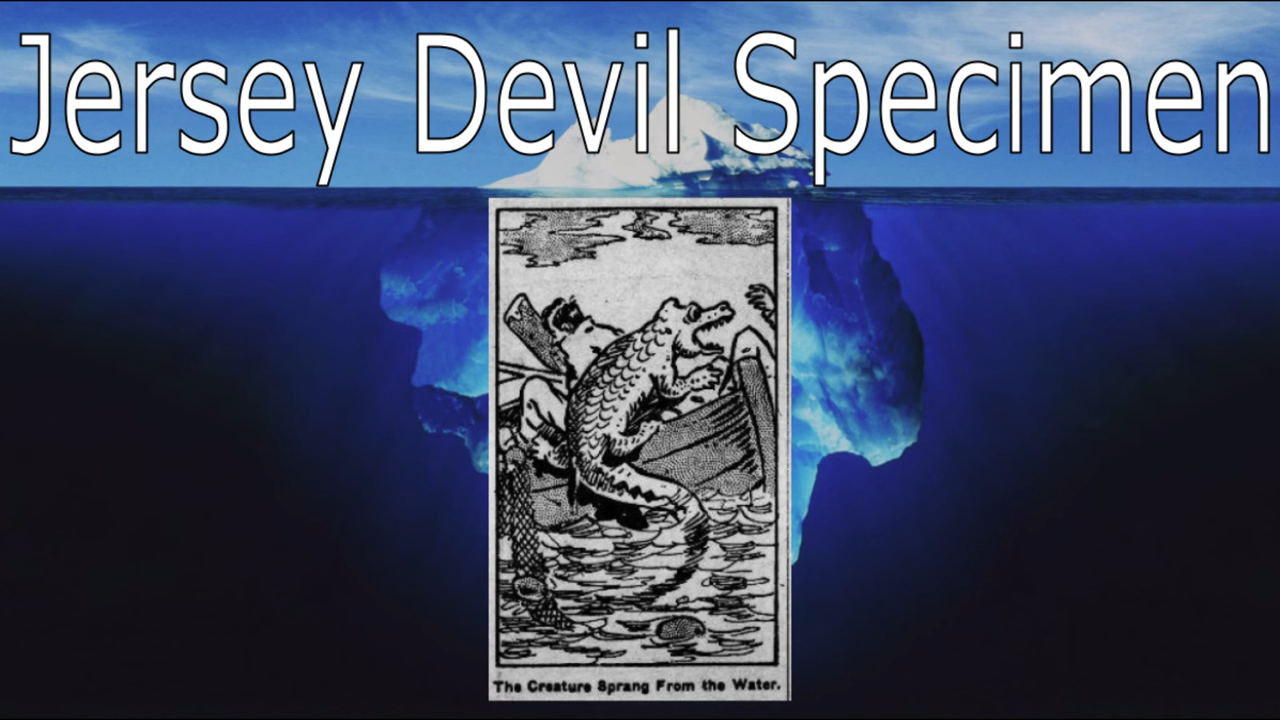 Jersey Devil Specimen
The Creature Sprang From the Water.